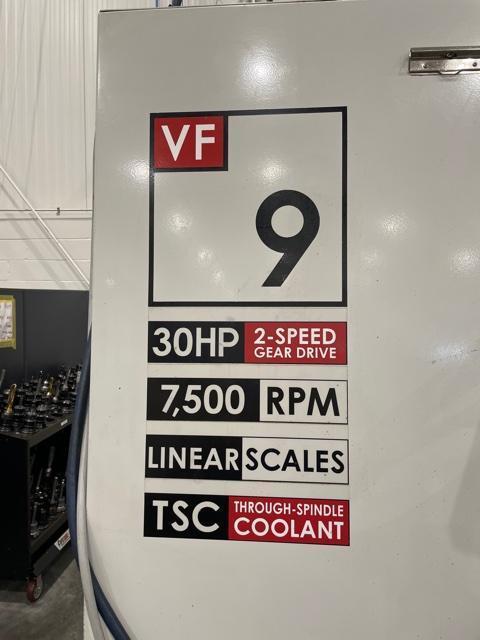 VF
9
30HP 2-SPEED
GEAR DRIVE
7,500 RPM
LINEAR SCALES
TSC THROUGH-SPINDLE
COOLANT